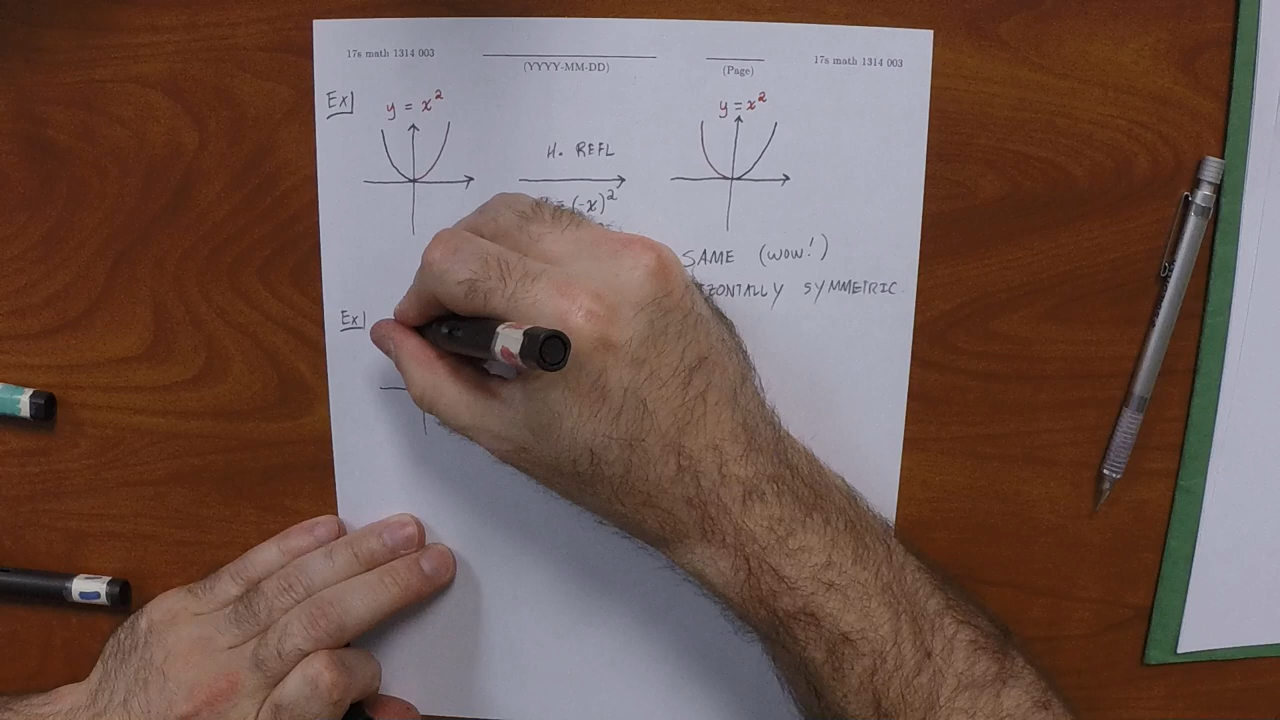 17s math 1314 003
(YYYY-MM-DD)
(Page)
17s math 1314 003
Ex
y = x²
H. REFL
= (-x)²
y = x²
SAME (WOW!)
SYMMETRIC
Ex